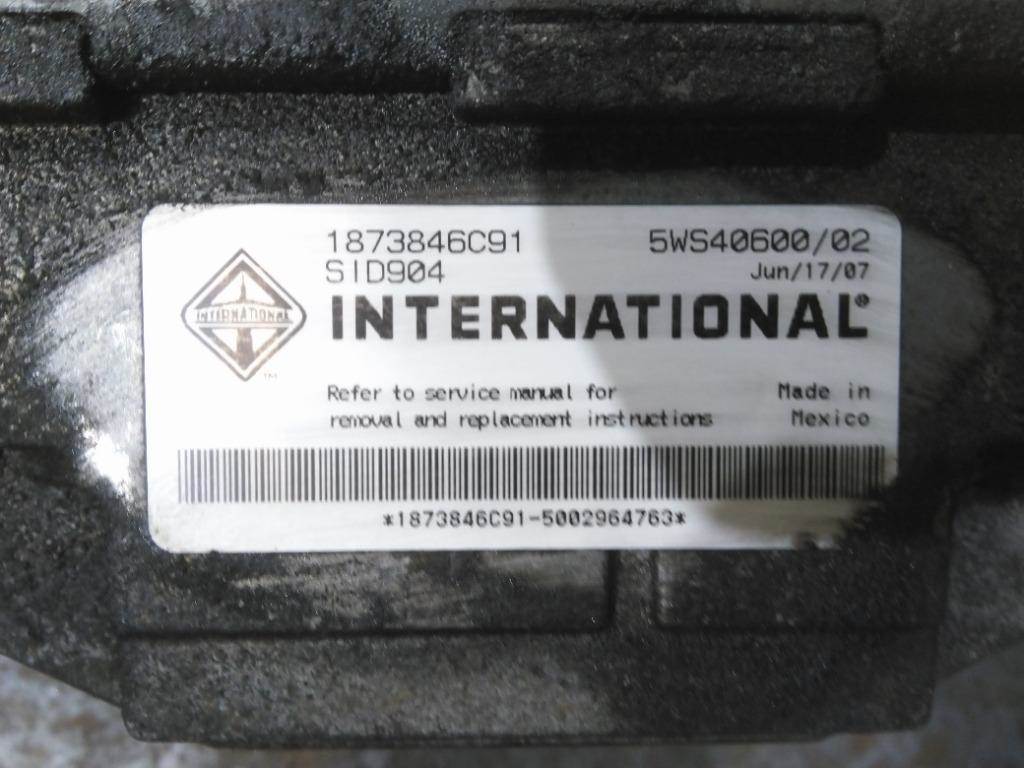 1873846C91 5WS40600/02
SID904 Jun/17/07
INTERNATIONAL
INTERNATIONAL®
™
Refer to service manual for Made in
removal and replacement instructions Mexico
*1873846C91-5002964763*